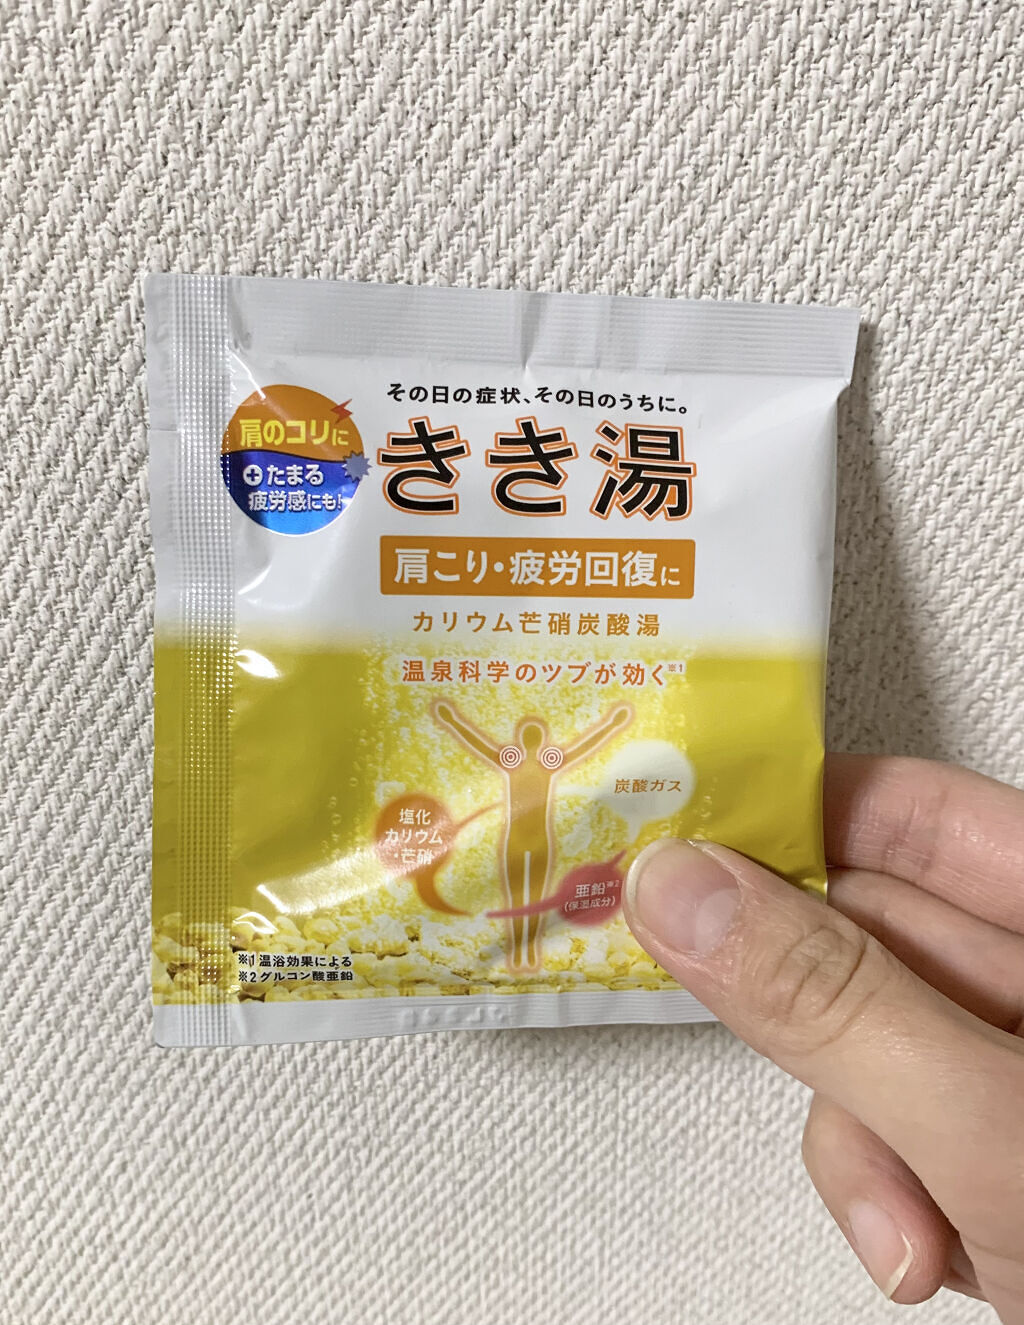 その日の症状、その日のうちに。
肩のコリに
+たまる
疲労感にも!
きき湯
肩こり・疲労回復に
カリウム芒硝炭酸湯
温泉科学のツブが効く※1
炭酸ガス
塩化
カリウム
・芒硝
亜鉛※2
(保湿成分)
※1 温浴効果による
※2 グルコン酸亜鉛